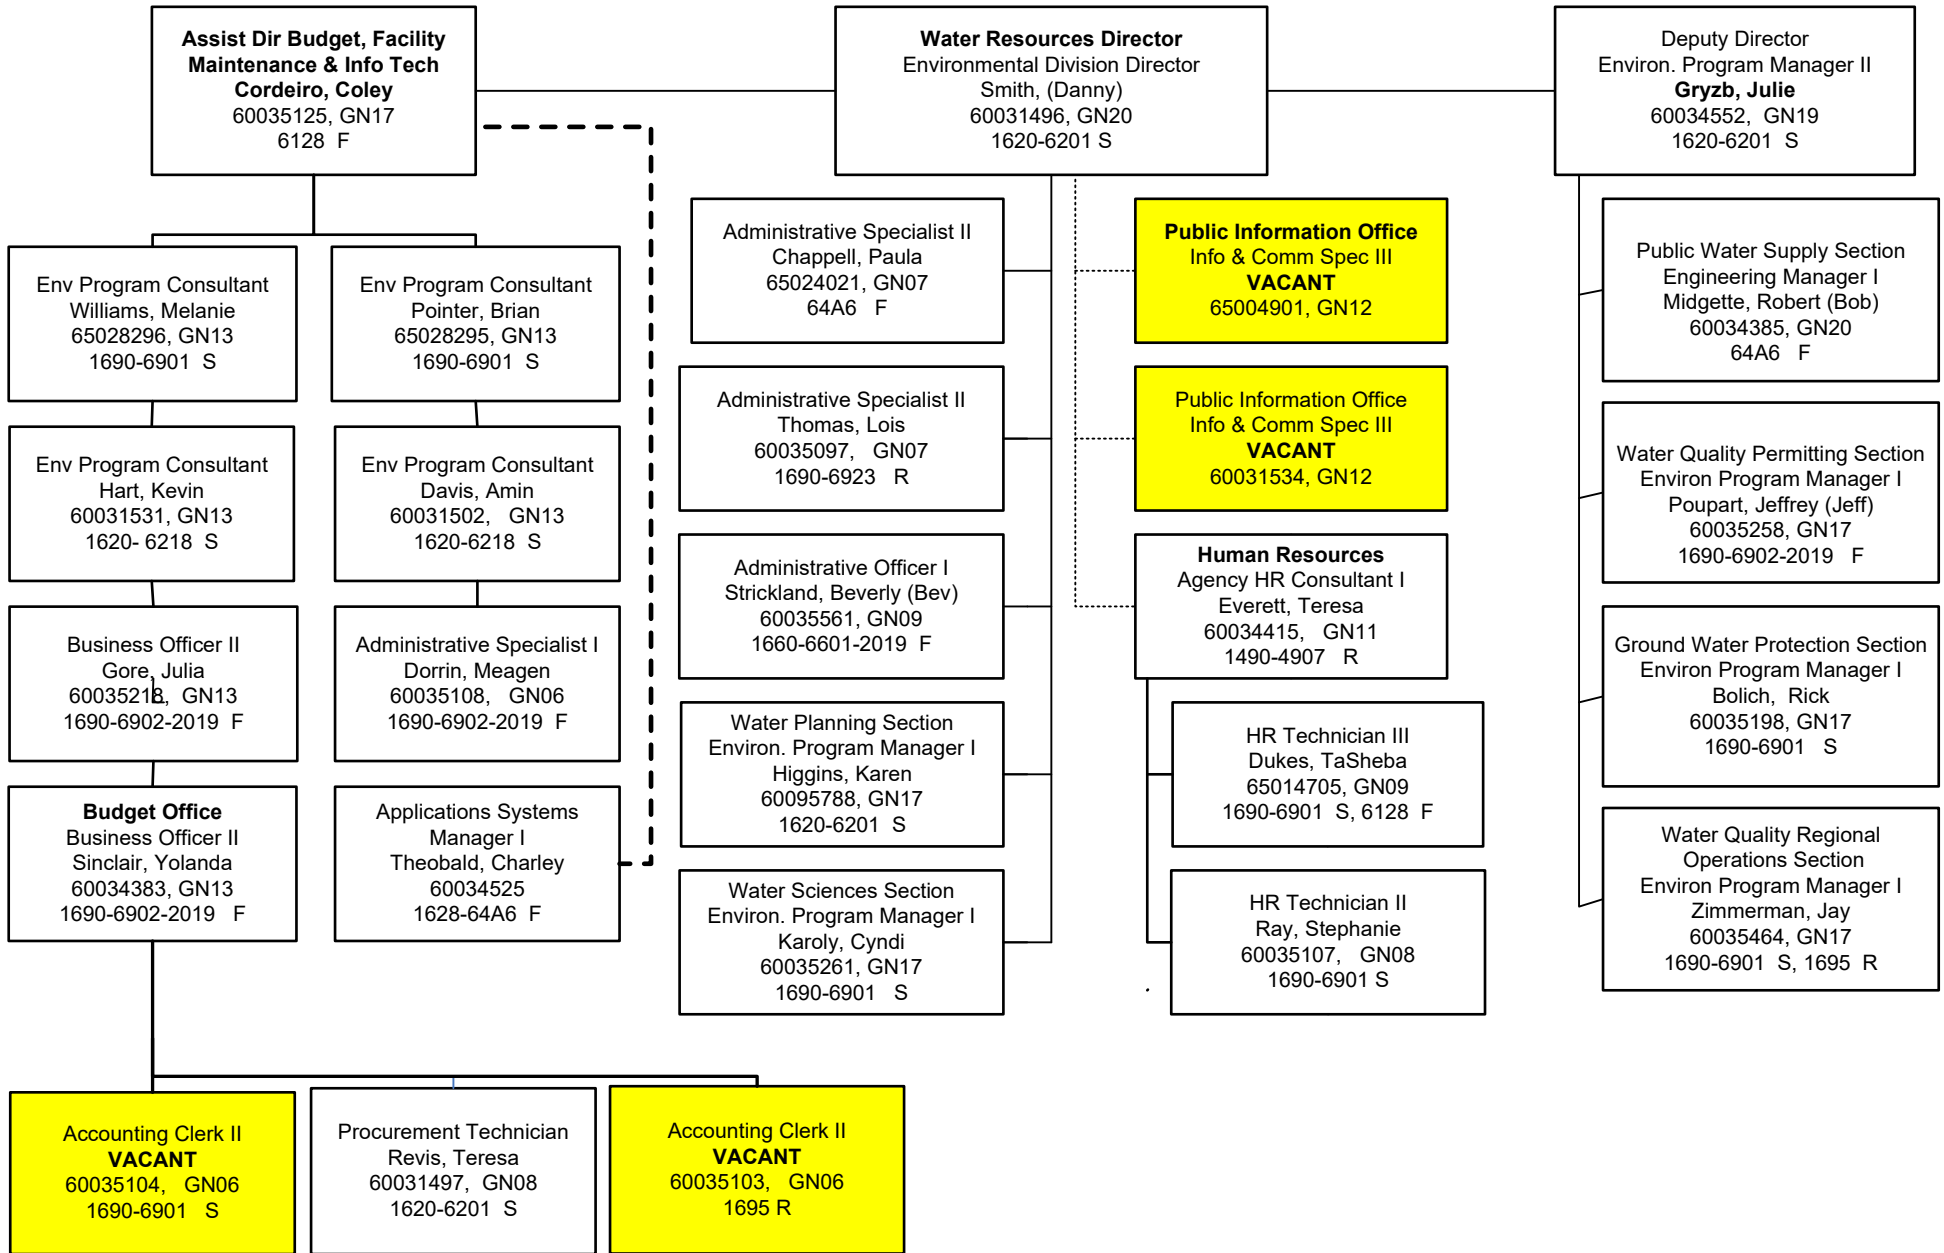 Assist Dir Budget, Facility
Maintenance & Info Tech
Cordeiro, Coley
60035125, GN17
6128 F
Water Resources Director
Environmental Division Director
Smith, (Danny)
60031496, GN20
1620-6201 S
Deputy Director
Environ. Program Manager II
Gryzb, Julie
60034552, GN19
1620-6201 S
Env Program Consultant
Williams, Melanie
65028296, GN13
1690-6901 S
Env Program Consultant
Pointer, Brian
65028295, GN13
1690-6901 S
Env Program Consultant
Hart, Kevin
60031531, GN13
1620- 6218 S
Env Program Consultant
Davis, Amin
60031502, GN13
1620-6218 S
Business Officer II
Gore, Julia
60035218, GN13
1690-6902-2019 F
Administrative Specialist I
Dorrin, Meagen
60035108, GN06
1690-6902-2019 F
Budget Office
Business Officer II
Sinclair, Yolanda
60034383, GN13
1690-6902-2019 F
Applications Systems
Manager I
Theobald, Charley
60034525
1628-64A6 F
Accounting Clerk II
VACANT
60035104, GN06
1690-6901 S
Procurement Technician
Revis, Teresa
60031497, GN08
1620-6201 S
Accounting Clerk II
VACANT
60035103, GN06
1695 R
Administrative Specialist II
Chappell, Paula
65024021, GN07
64A6 F
Administrative Specialist II
Thomas, Lois
60035097, GN07
1690-6923 R
Administrative Officer I
Strickland, Beverly (Bev)
60035561, GN09
1660-6601-2019 F
Water Planning Section
Environ. Program Manager I
Higgins, Karen
60095788, GN17
1620-6201 S
Water Sciences Section
Environ. Program Manager I
Karoly, Cyndi
60035261, GN17
1690-6901 S
Public Information Office
Info & Comm Spec III
VACANT
65004901, GN12
Public Information Office
Info & Comm Spec III
VACANT
60031534, GN12
Human Resources
Agency HR Consultant I
Everett, Teresa
60034415, GN11
1490-4907 R
HR Technician III
Dukes, TaSheba
65014705, GN09
1690-6901 S, 6128 F
HR Technician II
Ray, Stephanie
60035107, GN08
1690-6901 S
.
Public Water Supply Section
Engineering Manager I
Midgette, Robert (Bob)
60034385, GN20
64A6 F
Water Quality Permitting Section
Environ Program Manager I
Poupart, Jeffrey (Jeff)
60035258, GN17
1690-6902-2019 F
Ground Water Protection Section
Environ Program Manager I
Bolich, Rick
60035198, GN17
1690-6901 S
Water Quality Regional
Operations Section
Environ Program Manager I
Zimmerman, Jay
60035464, GN17
1690-6901 S, 1695 R